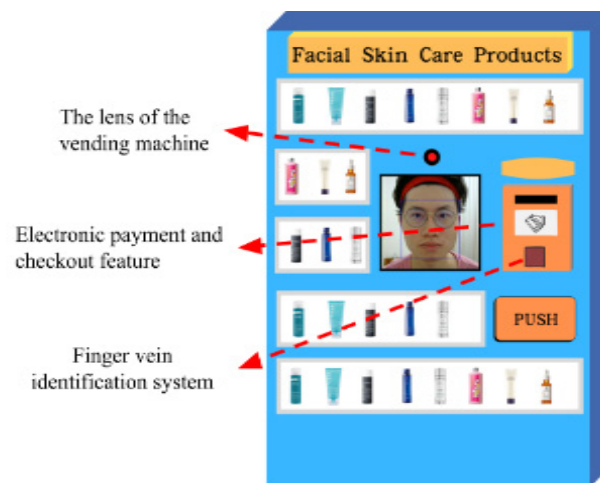 Facial Skin Care Products
The lens of the
vending machine
Electronic payment and
checkout feature
PUSH
Finger vein
identification system